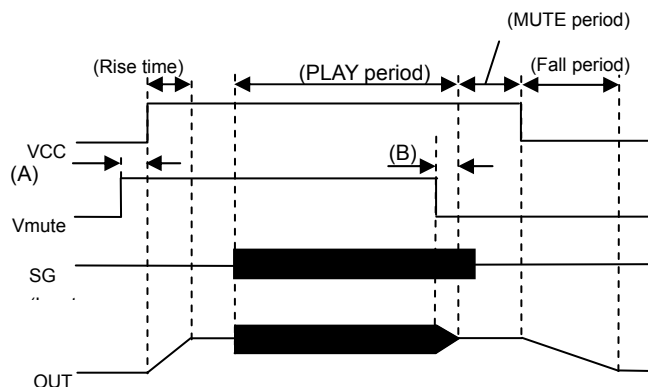 (MUTE period)
(Rise time)
(PLAY period)
(Fall period)
VCC
(A)
(B)
Vmute
SG
OUT